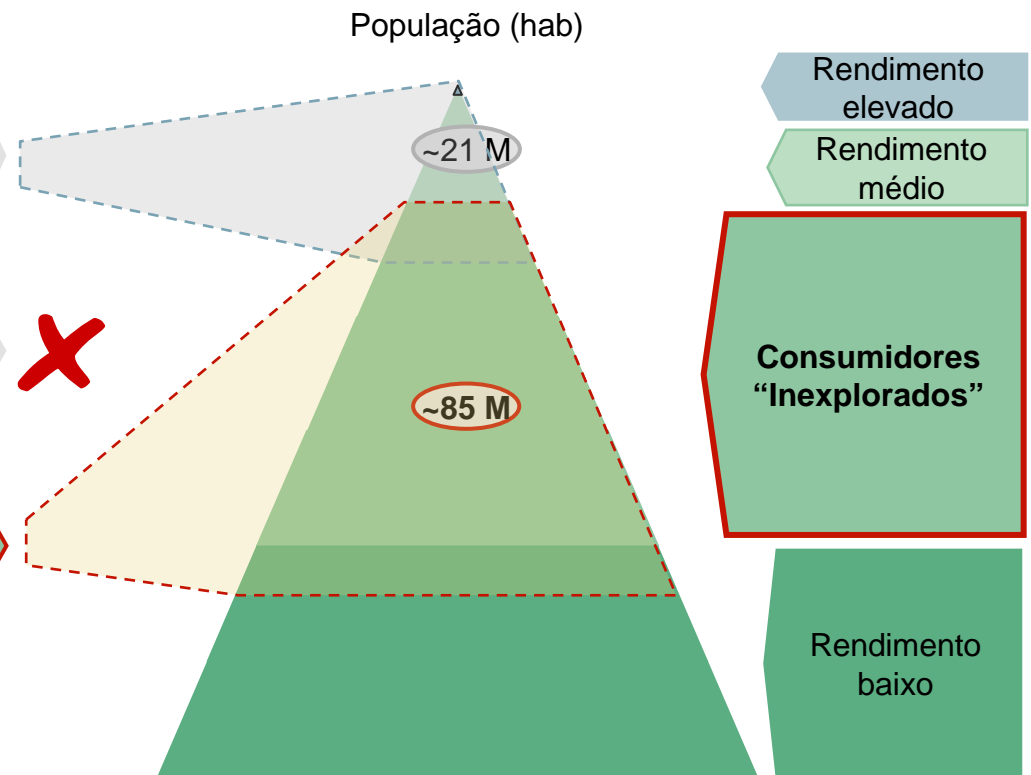 População (hab)
Rendimento
elevado
~21 M
Rendimento
médio
Consumidores
“Inexplorados”
~85 M
Rendimento
baixo